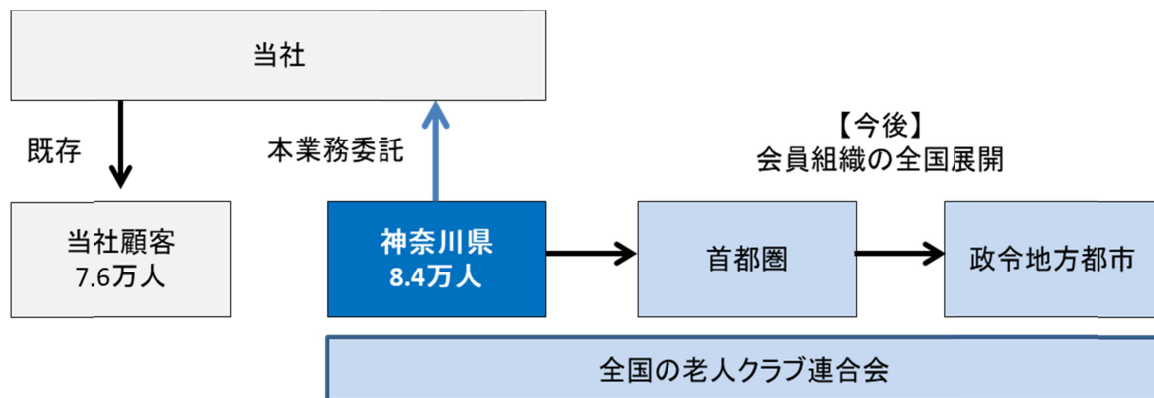 当社
既存
本業務委託
【今後】
会員組織の全国展開
当社顧客
7.6万人
神奈川県
8.4万人
首都圏
政令地方都市
全国の老人クラブ連合会